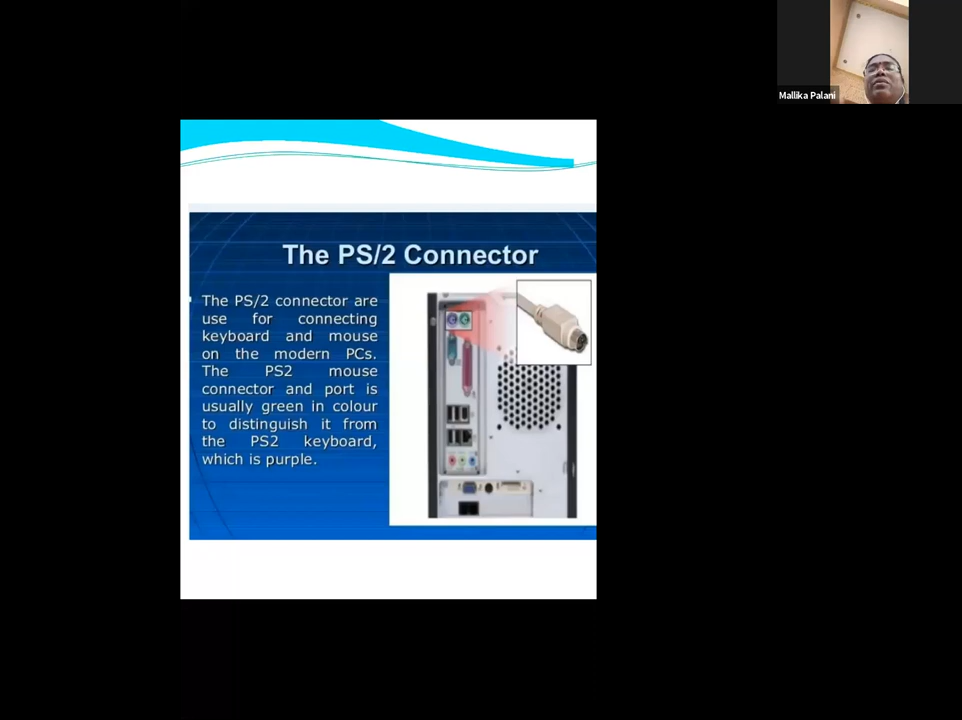 Mallika Palani
The PS/2 Connector
The PS/2 connector are
use for connecting
keyboard and mouse
on the modern PCs.
The PS2 mouse
connector and port is
usually green in colour
to distinguish it from
the PS2 keyboard,
which is purple.